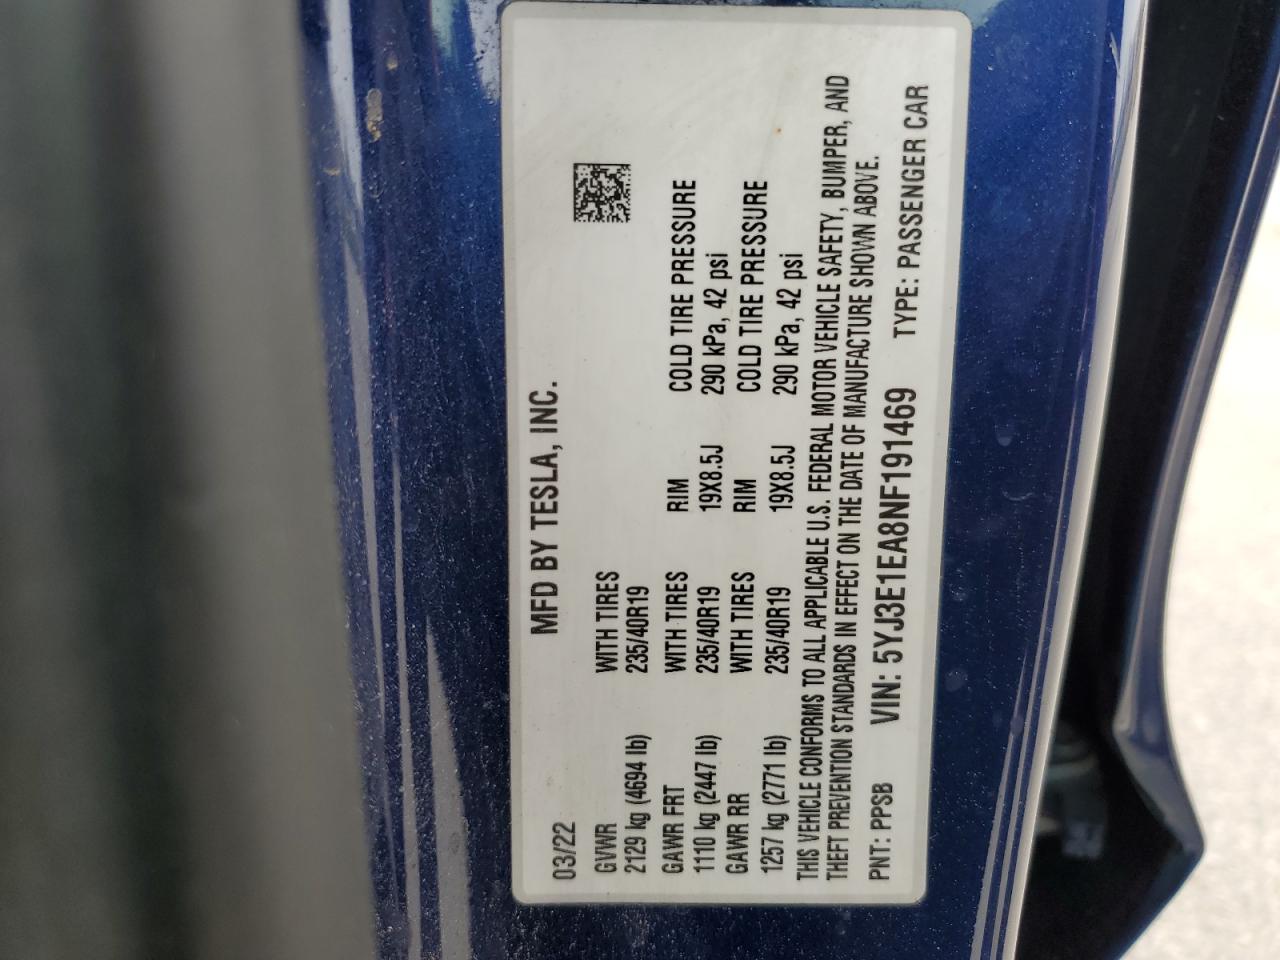 MFD BY TESLA, INC.
03/22
GVWR WITH TIRES
2129 kg (4694 lb) 235/40R19
GAWR FRT WITH TIRES RIM COLD TIRE PRESSURE
1110 kg (2447 lb) 235/40R19 19X8.5J 290 kPa, 42 psi
GAWR RR WITH TIRES RIM COLD TIRE PRESSURE
1257 kg (2771 lb) 235/40R19 19X8.5J 290 kPa, 42 psi
THIS VEHICLE CONFORMS TO ALL APPLICABLE U.S. FEDERAL MOTOR VEHICLE SAFETY, BUMPER, AND
THEFT PREVENTION STANDARDS IN EFFECT ON THE DATE OF MANUFACTURE SHOWN ABOVE.
PNT: PPSB VIN: 5YJ3E1EA8NF191469 TYPE: PASSENGER CAR